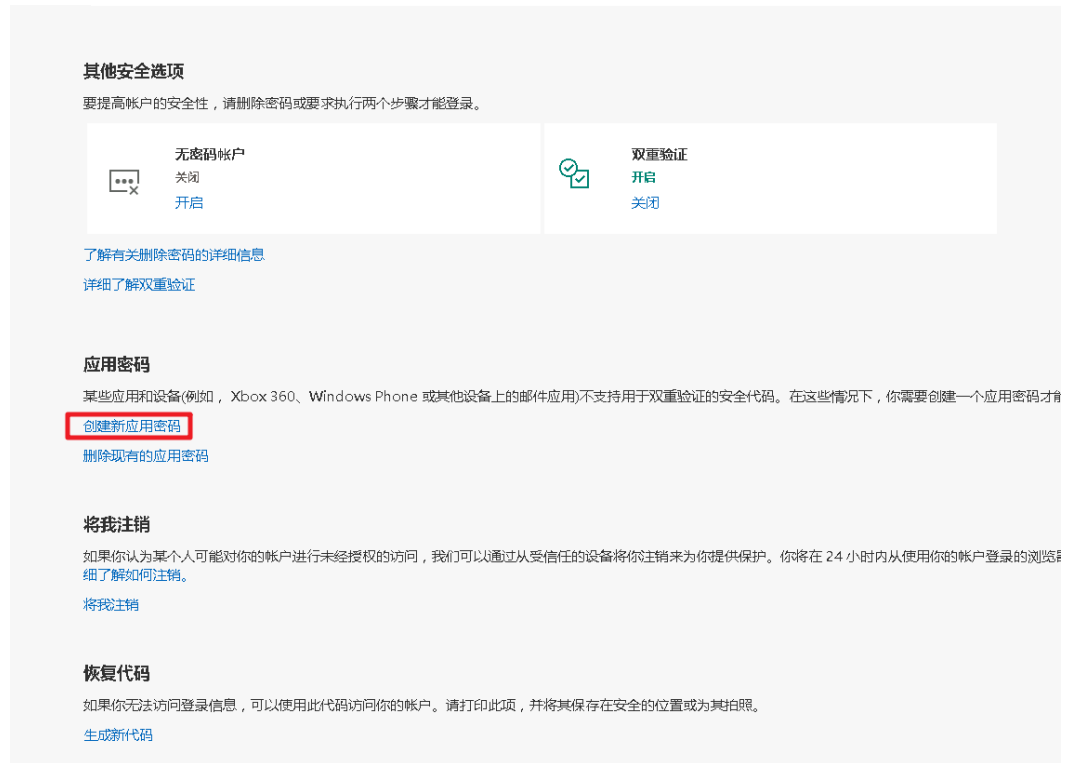 其他安全选项
要提高帐户的安全性，请删除密码或要求执行两个步骤才能登录。
无密码帐户
关闭
开启
双重验证
开启
关闭
了解有关删除密码的详细信息
详细了解双重验证
应用密码
某些应用和设备(例如， Xbox 360、Windows Phone 或其他设备上的邮件应用)不支持用于双重验证的安全代码。在这些情况下，你需要创建一个应用密码才能
创建新应用密码
删除现有的应用密码
将我注销
如果你认为某个人可能对你的帐户进行未经授权的访问，我们可以通过从受信任的设备将你注销来为你提供保护。你将在 24 小时内从使用你的帐户登录的浏览器
细了解如何注销。
将我注销
恢复代码
如果你无法访问登录信息，可以使用此代码访问你的帐户。请打印此项，并将其保存在安全的位置或为其拍照。
生成新代码